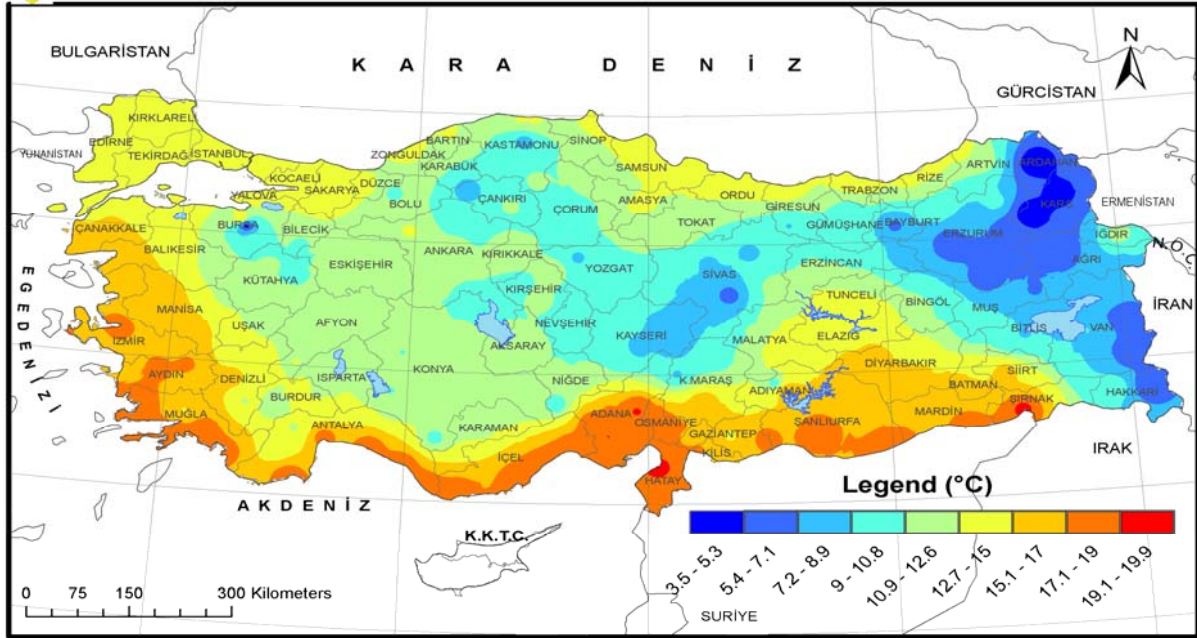 BULGARİSTAN
K A R A D E N İ Z
N
GÜRCİSTAN
KIRKLARELİ
EDİRNE
YUNANİSTAN
TEKİRDAĞ
İSTANBUL
KOCAELİ
YALOVA
SAKARYA
DÜZCE
ZONGULDAK
BARTIN
KARABÜK
KASTAMONU
SİNOP
SAMSUN
ORDU
GİRESUN
TRABZON
RİZE
ARTVİN
ARDAHAN
KARS
ERMENİSTAN
IĞDIR
N.Ö.C.
ÇANAKKALE
BALIKESİR
BURSA
BİLECİK
BOLU
ÇANKIRI
ÇORUM
AMASYA
TOKAT
GÜMÜŞHANE
BAYBURT
ERZURUM
AĞRI
KÜTAHYA
ESKİŞEHİR
ANKARA
KIRIKKALE
YOZGAT
SİVAS
ERZİNCAN
TUNCELİ
BİNGÖL
MUŞ
BİTLİS
VAN
İRAN
E G E D E N İ Z İ
MANİSA
UŞAK
AFYON
KIRŞEHİR
NEVŞEHİR
KAYSERİ
MALATYA
ELAZIĞ
DİYARBAKIR
İZMİR
AYDIN
DENİZLİ
ISPARTA
BURDUR
KONYA
AKSARAY
NİĞDE
K.MARAŞ
ADIYAMAN
BATMAN
SİİRT
ŞIRNAK
HAKKARİ
MUĞLA
ANTALYA
KARAMAN
İÇEL
ADANA
OSMANİYE
GAZİANTEP
KİLİS
ŞANLIURFA
MARDİN
HATAY
IRAK
A K D E N İ Z
K.K.T.C.
SURİYE
Legend (°C)
3.5 - 5.3
5.4 - 7.1
7.2 - 8.9
9 - 10.8
10.9 - 12.6
12.7 - 15
15.1 - 17
17.1 - 19
19.1 - 19.9
0 75 150 300 Kilometers